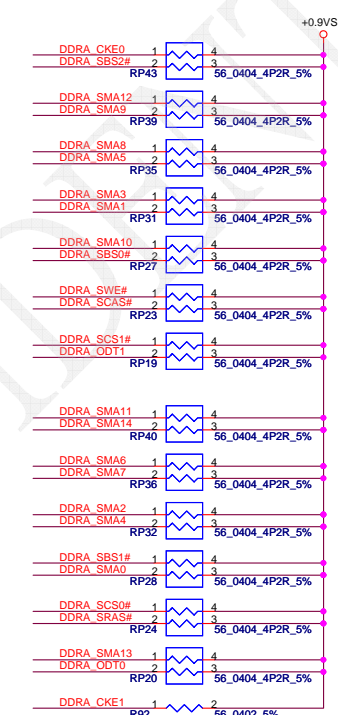 +0.9VS
DDRA_CKE0 1 4
DDRA_SBS2# 2 3
RP43 56_0404_4P2R_5%
DDRA_SMA12 1 4
DDRA_SMA9 2 3
RP39 56_0404_4P2R_5%
DDRA_SMA8 1 4
DDRA_SMA5 2 3
RP35 56_0404_4P2R_5%
DDRA_SMA3 1 4
DDRA_SMA1 2 3
RP31 56_0404_4P2R_5%
DDRA_SMA10 1 4
DDRA_SBS0# 2 3
RP27 56_0404_4P2R_5%
DDRA_SWE# 1 4
DDRA_SCAS# 2 3
RP23 56_0404_4P2R_5%
DDRA_SCS1# 1 4
DDRA_ODT1 2 3
RP19 56_0404_4P2R_5%
DDRA_SMA11 1 4
DDRA_SMA14 2 3
RP40 56_0404_4P2R_5%
DDRA_SMA6 1 4
DDRA_SMA7 2 3
RP36 56_0404_4P2R_5%
DDRA_SMA2 1 4
DDRA_SMA4 2 3
RP32 56_0404_4P2R_5%
DDRA_SBS1# 1 4
DDRA_SMA0 2 3
RP28 56_0404_4P2R_5%
DDRA_SCS0# 1 4
DDRA_SRAS# 2 3
RP24 56_0404_4P2R_5%
DDRA_SMA13 1 4
DDRA_ODT0 2 3
RP20 56_0404_4P2R_5%
DDRA_CKE1 1 2
R92 56_0402_5%